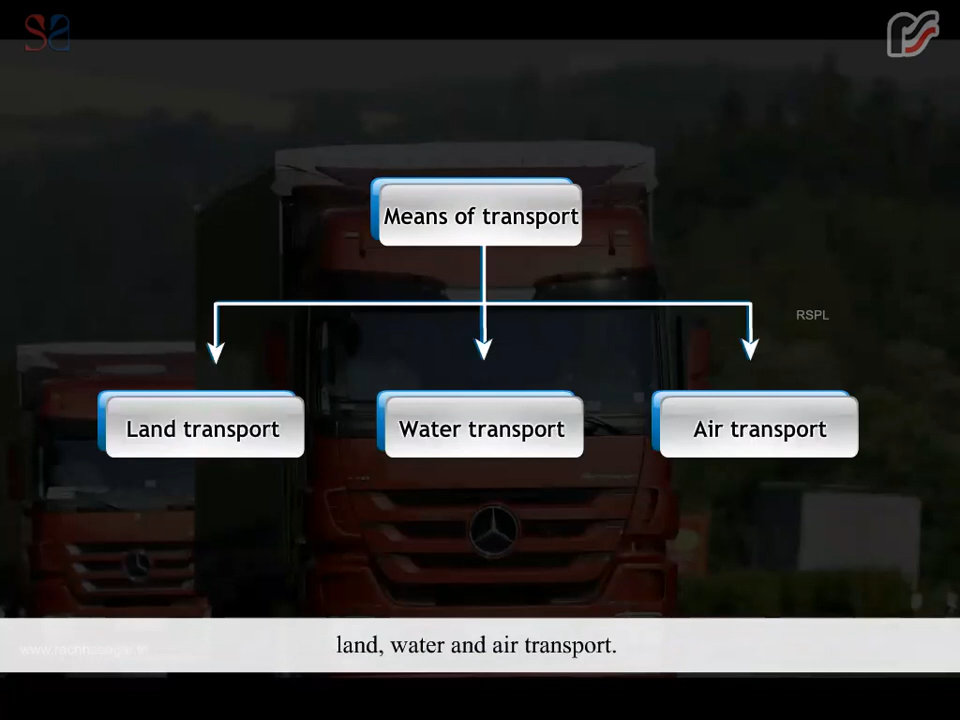 Means of transport
RSPL
Land transport
Water transport
Air transport
land, water and air transport.